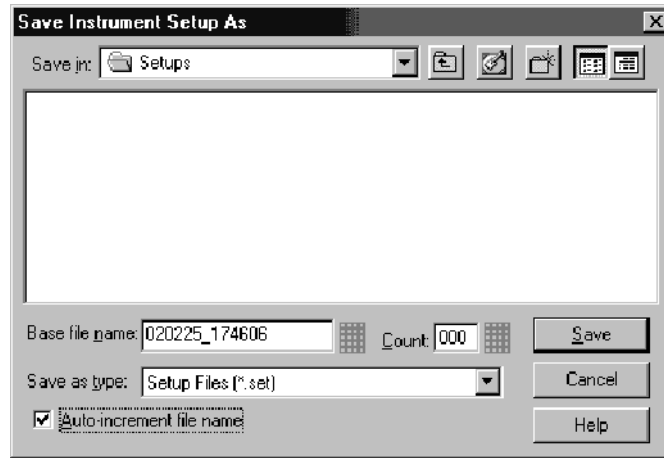 Save Instrument Setup As
Save in: Setups
Base file name: 020225_174606 Count: 000 Save
Save as type: Setup Files (*.set) Cancel
Auto-increment file name Help